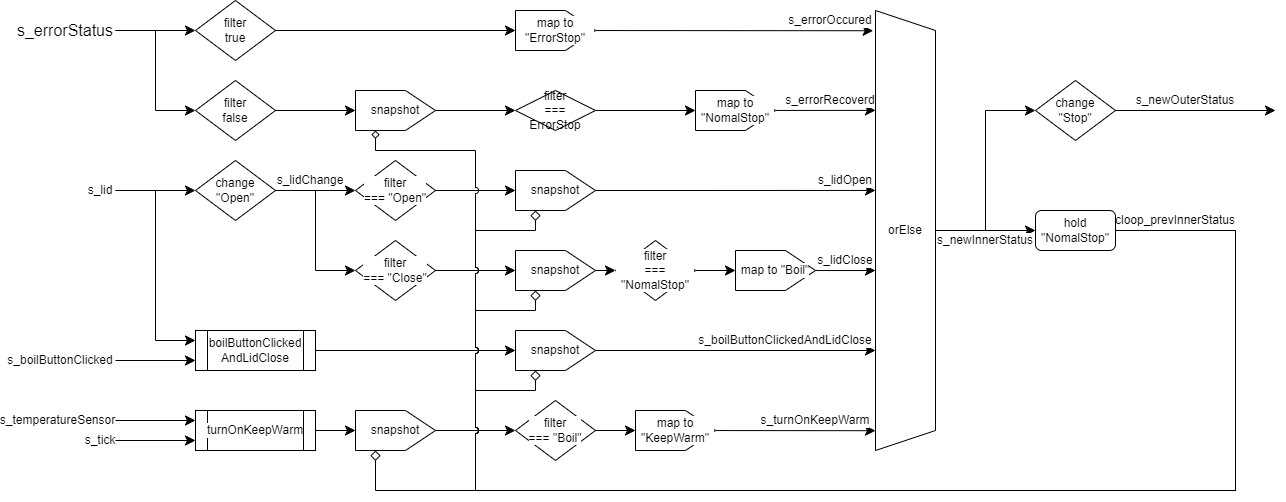 s_errorStatus
filter
true
map to
"ErrorStop"
s_errorOccured
filter
false
snapshot
filter
===
ErrorStop
map to
"NomalStop"
s_errorRecoverd
change
"Stop"
s_newOuterStatus
s_lid
change
"Open"
s_lidChange
filter
=== "Open"
snapshot
s_lidOpen
orElse
s_newInnerStatus
hold
"NomalStop"
cloop_prevInnerStatus
filter
=== "Close"
snapshot
filter
===
"NomalStop"
map to "Boil"
s_lidClose
s_boilButtonClicked
boilButtonClicked
AndLidClose
snapshot
s_boilButtonClickedAndLidClose
s_temperatureSensor
s_tick
turnOnKeepWarm
snapshot
filter
=== "Boil"
map to
"KeepWarm"
s_turnOnKeepWarm